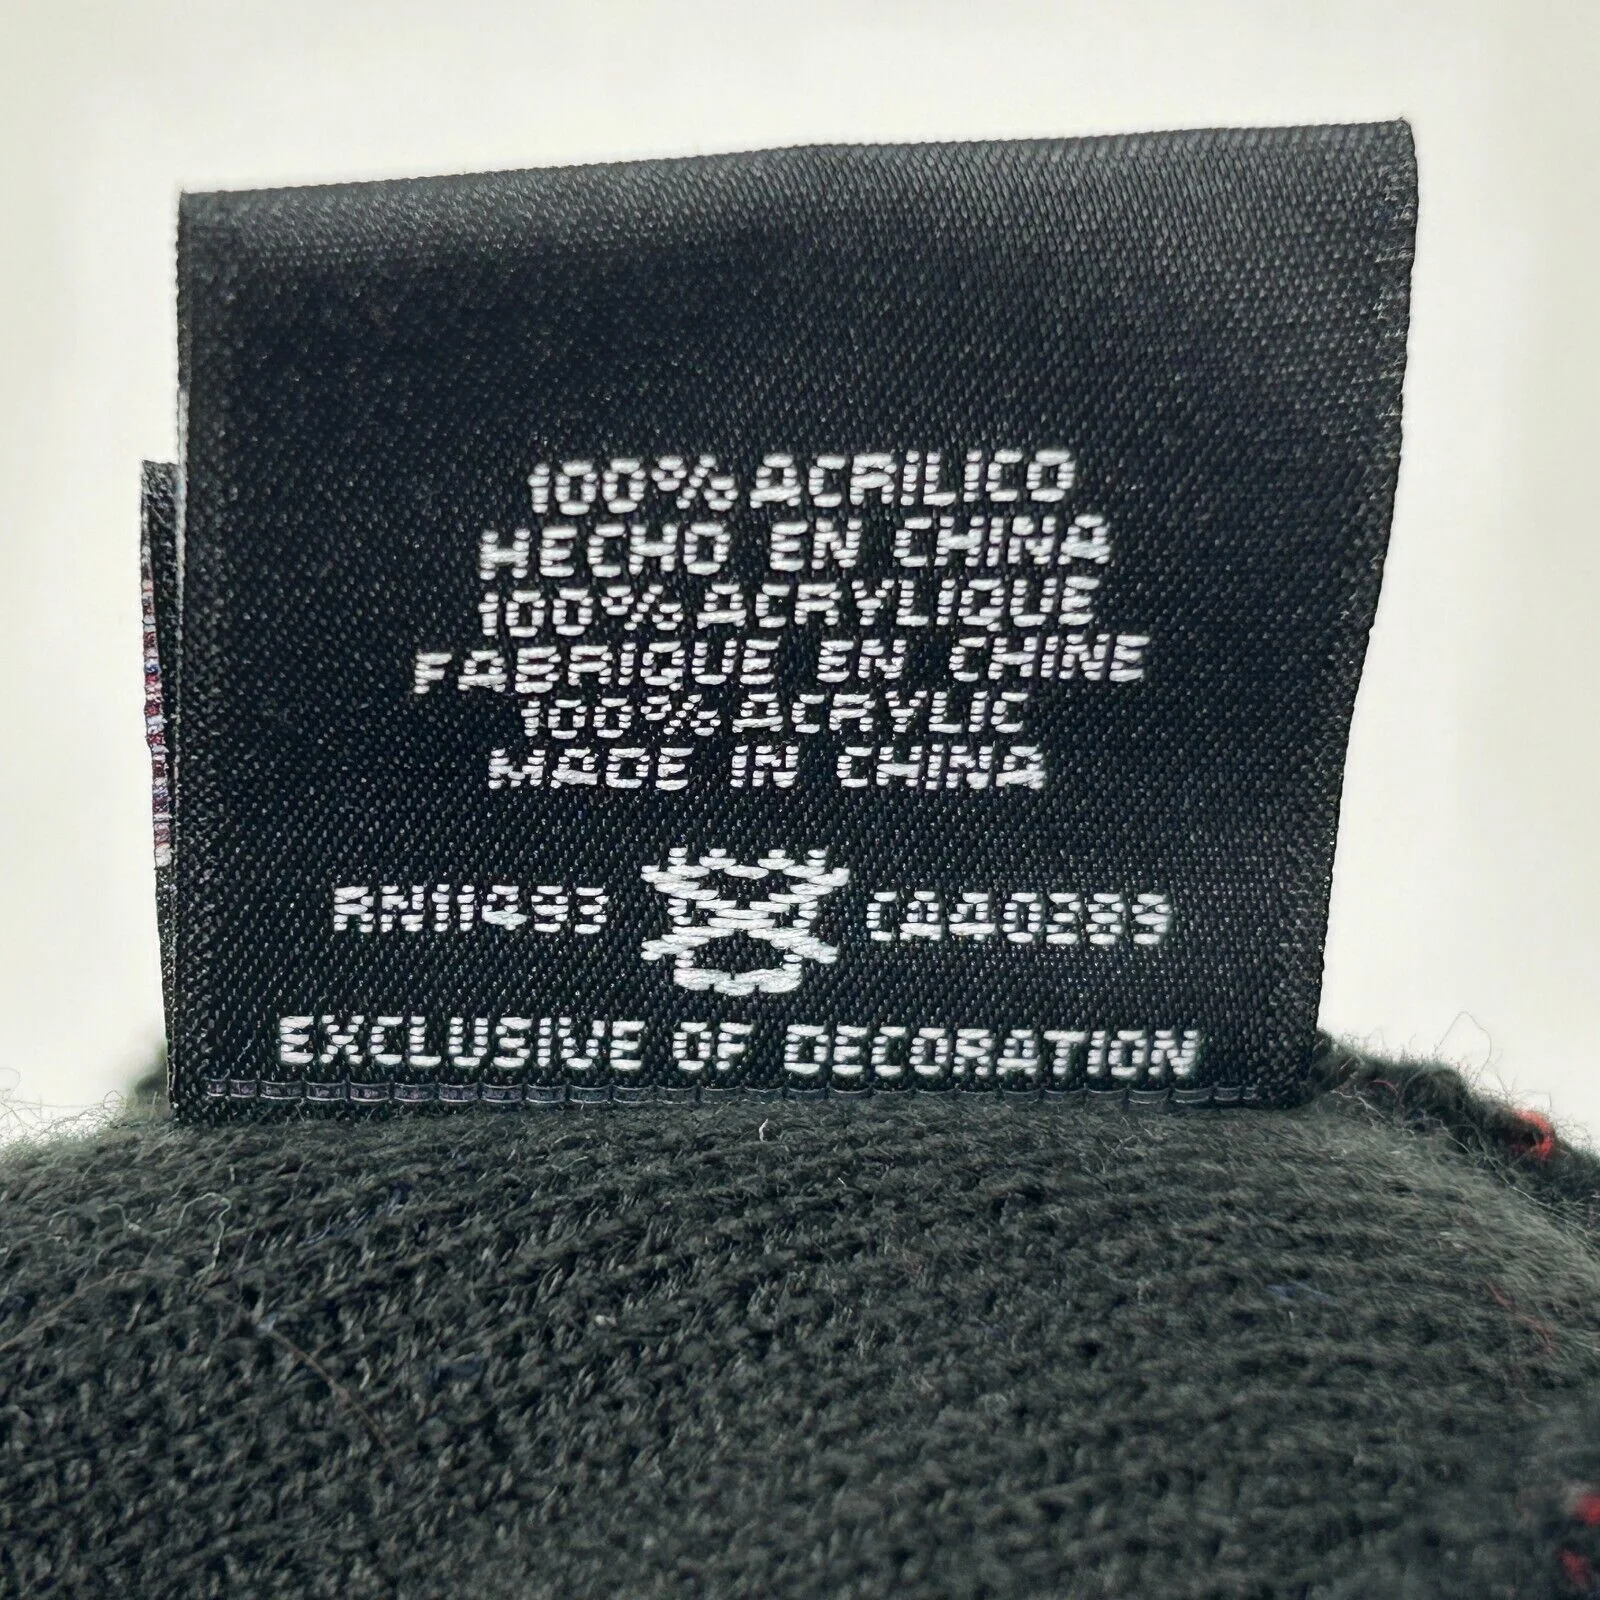 100% ACRILICO
HECHO EN CHINA
100% ACRYLIQUE
FABRIQUE EN CHINE
100% ACRYLIC
MADE IN CHINA
RN11493 CA40389
EXCLUSIVE OF DECORATION